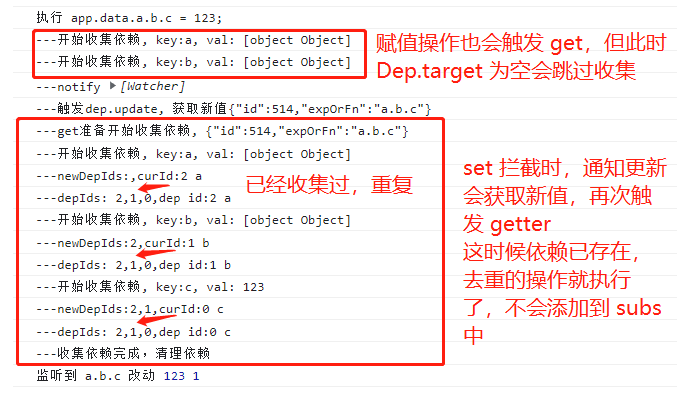 执行 app.data.a.b.c = 123;
---开始收集依赖, key:a, val: [object Object]
---开始收集依赖, key:b, val: [object Object]
赋值操作也会触发 get，但此时
Dep.target 为空会跳过收集
---notify ▶ [Watcher]
---触发dep.update, 获取新值{"id":514,"expOrFn":"a.b.c"}
---get准备开始收集依赖, {"id":514,"expOrFn":"a.b.c"}
---开始收集依赖, key:a, val: [object Object]
---newDepIds:,curId:2 a
---depIds: 2,1,0,dep id:2 a
已经收集过，重复
---开始收集依赖, key:b, val: [object Object]
---newDepIds:2,curId:1 b
---depIds: 2,1,0,dep id:1 b
---开始收集依赖, key:c, val: 123
---newDepIds:2,1,curId:0 c
---depIds: 2,1,0,dep id:0 c
---收集依赖完成，清理依赖
set 拦截时，通知更新
会获取新值，再次触
发 getter
这时候依赖已存在，
去重的操作就执行
了，不会添加到 subs
中
监听到 a.b.c 改动 123 1